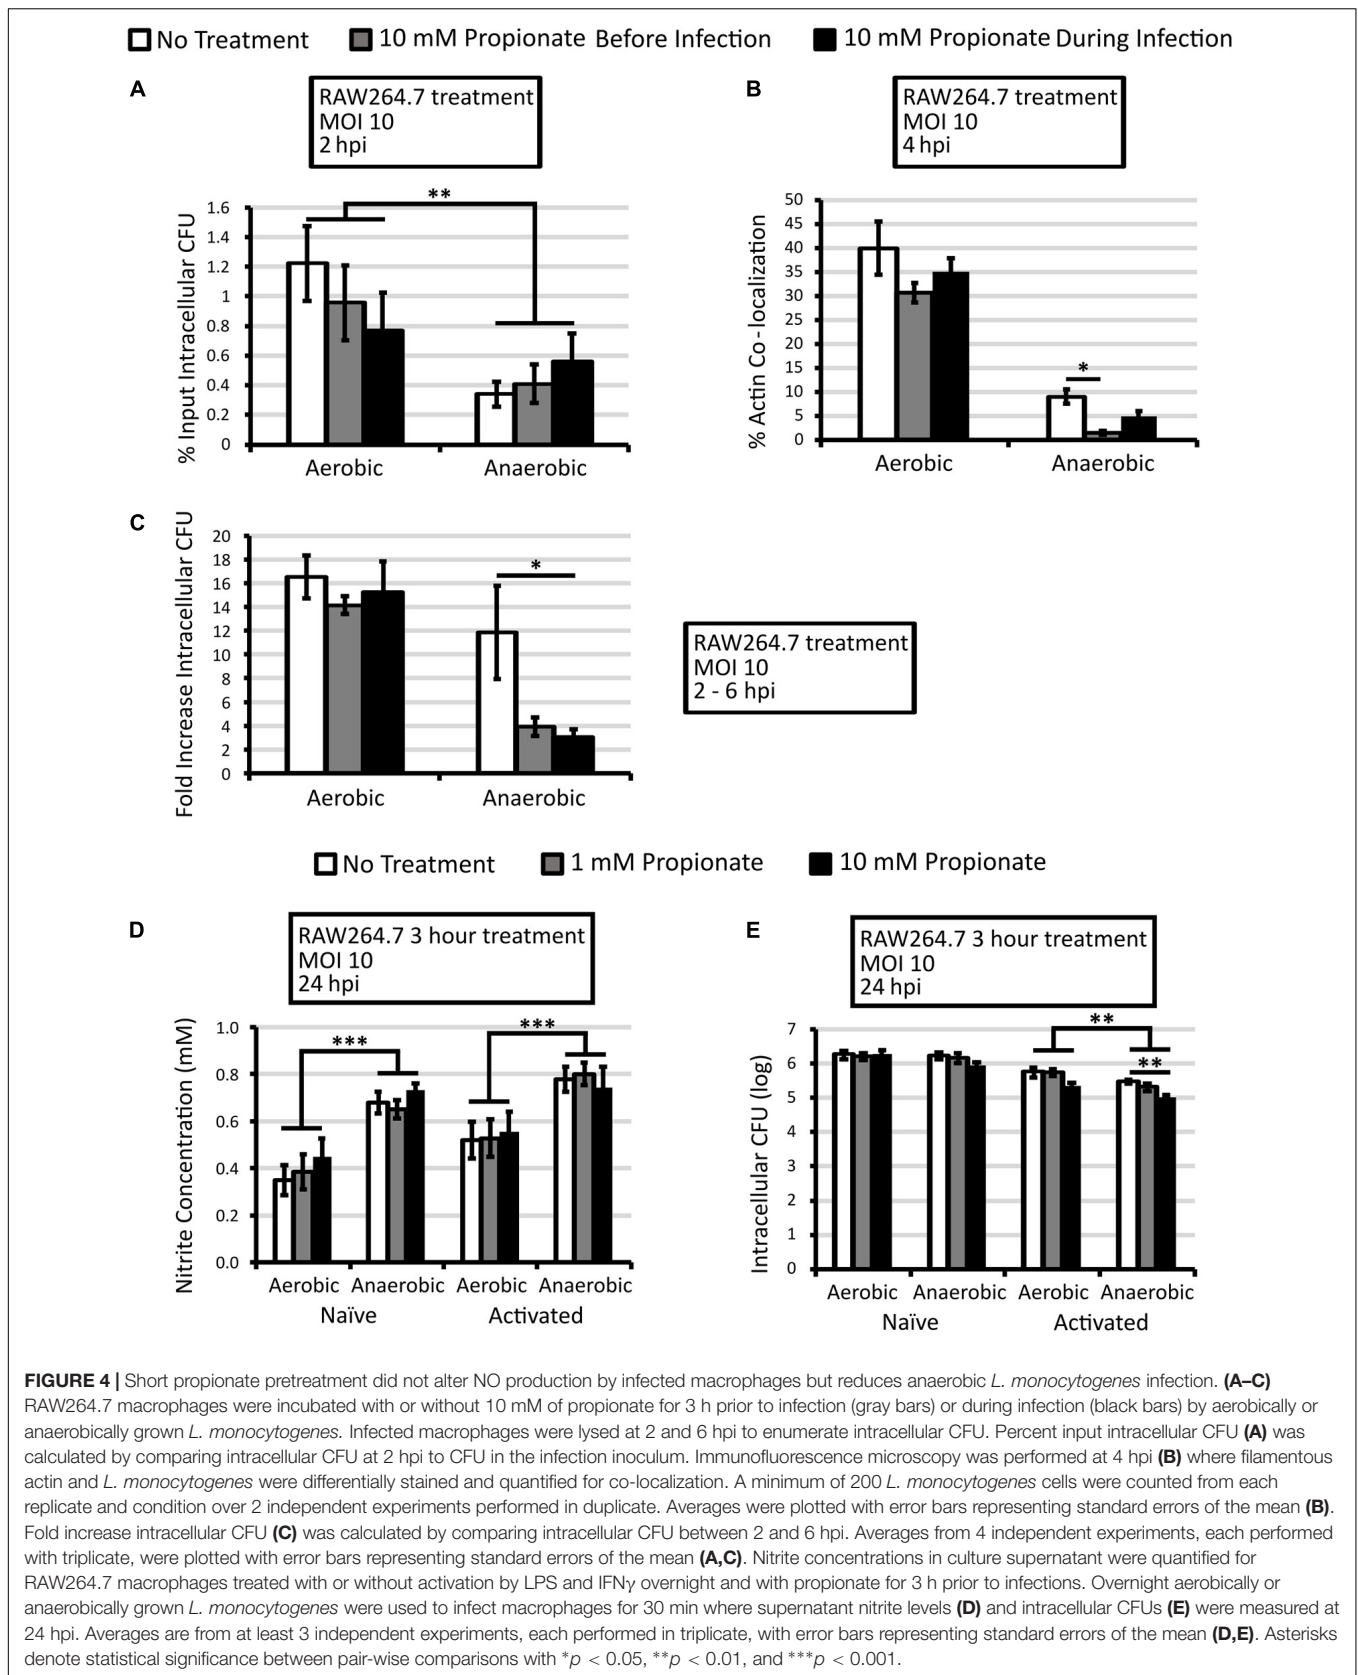 No Treatment 10 mM Propionate Before Infection 10 mM Propionate During Infection
A
RAW264.7 treatment
MOI 10
2 hpi
% Input Intracellular CFU
**
1.6
1.4
1.2
1
0.8
0.6
0.4
0.2
0
Aerobic Anaerobic
B
RAW264.7 treatment
MOI 10
4 hpi
% Actin Co-localization
50
45
40
35
30
25
20
15
10
5
0
*
Aerobic Anaerobic
C
Fold Increase Intracellular CFU
20
18
16
14
12
10
8
6
4
2
0
*
Aerobic Anaerobic
RAW264.7 treatment
MOI 10
2 - 6 hpi
No Treatment 1 mM Propionate 10 mM Propionate
D
RAW264.7 3 hour treatment
MOI 10
24 hpi
Nitrite Concentration (mM)
1.0
0.8
0.6
0.4
0.2
0.0
*** ***
Aerobic Anaerobic Aerobic Anaerobic
Naïve Activated
E
RAW264.7 3 hour treatment
MOI 10
24 hpi
Intracellular CFU (log)
7
6
5
4
3
2
1
0
**
**
Aerobic Anaerobic Aerobic Anaerobic
Naïve Activated
FIGURE 4 | Short propionate pretreatment did not alter NO production by infected macrophages but reduces anaerobic L. monocytogenes infection. (A–C)
RAW264.7 macrophages were incubated with or without 10 mM of propionate for 3 h prior to infection (gray bars) or during infection (black bars) by aerobically or
anaerobically grown L. monocytogenes. Infected macrophages were lysed at 2 and 6 hpi to enumerate intracellular CFU. Percent input intracellular CFU (A) was
calculated by comparing intracellular CFU at 2 hpi to CFU in the infection inoculum. Immunofluorescence microscopy was performed at 4 hpi (B) where filamentous
actin and L. monocytogenes were differentially stained and quantified for co-localization. A minimum of 200 L. monocytogenes cells were counted from each
replicate and condition over 2 independent experiments performed in duplicate. Averages were plotted with error bars representing standard errors of the mean (B).
Fold increase intracellular CFU (C) was calculated by comparing intracellular CFU between 2 and 6 hpi. Averages from 4 independent experiments, each performed
with triplicate, were plotted with error bars representing standard errors of the mean (A,C). Nitrite concentrations in culture supernatant were quantified for
RAW264.7 macrophages treated with or without activation by LPS and IFNγ overnight and with propionate for 3 h prior to infections. Overnight aerobically or
anaerobically grown L. monocytogenes were used to infect macrophages for 30 min where supernatant nitrite levels (D) and intracellular CFUs (E) were measured at
24 hpi. Averages are from at least 3 independent experiments, each performed in triplicate, with error bars representing standard errors of the mean (D,E). Asterisks
denote statistical significance between pair-wise comparisons with *p < 0.05, **p < 0.01, and ***p < 0.001.